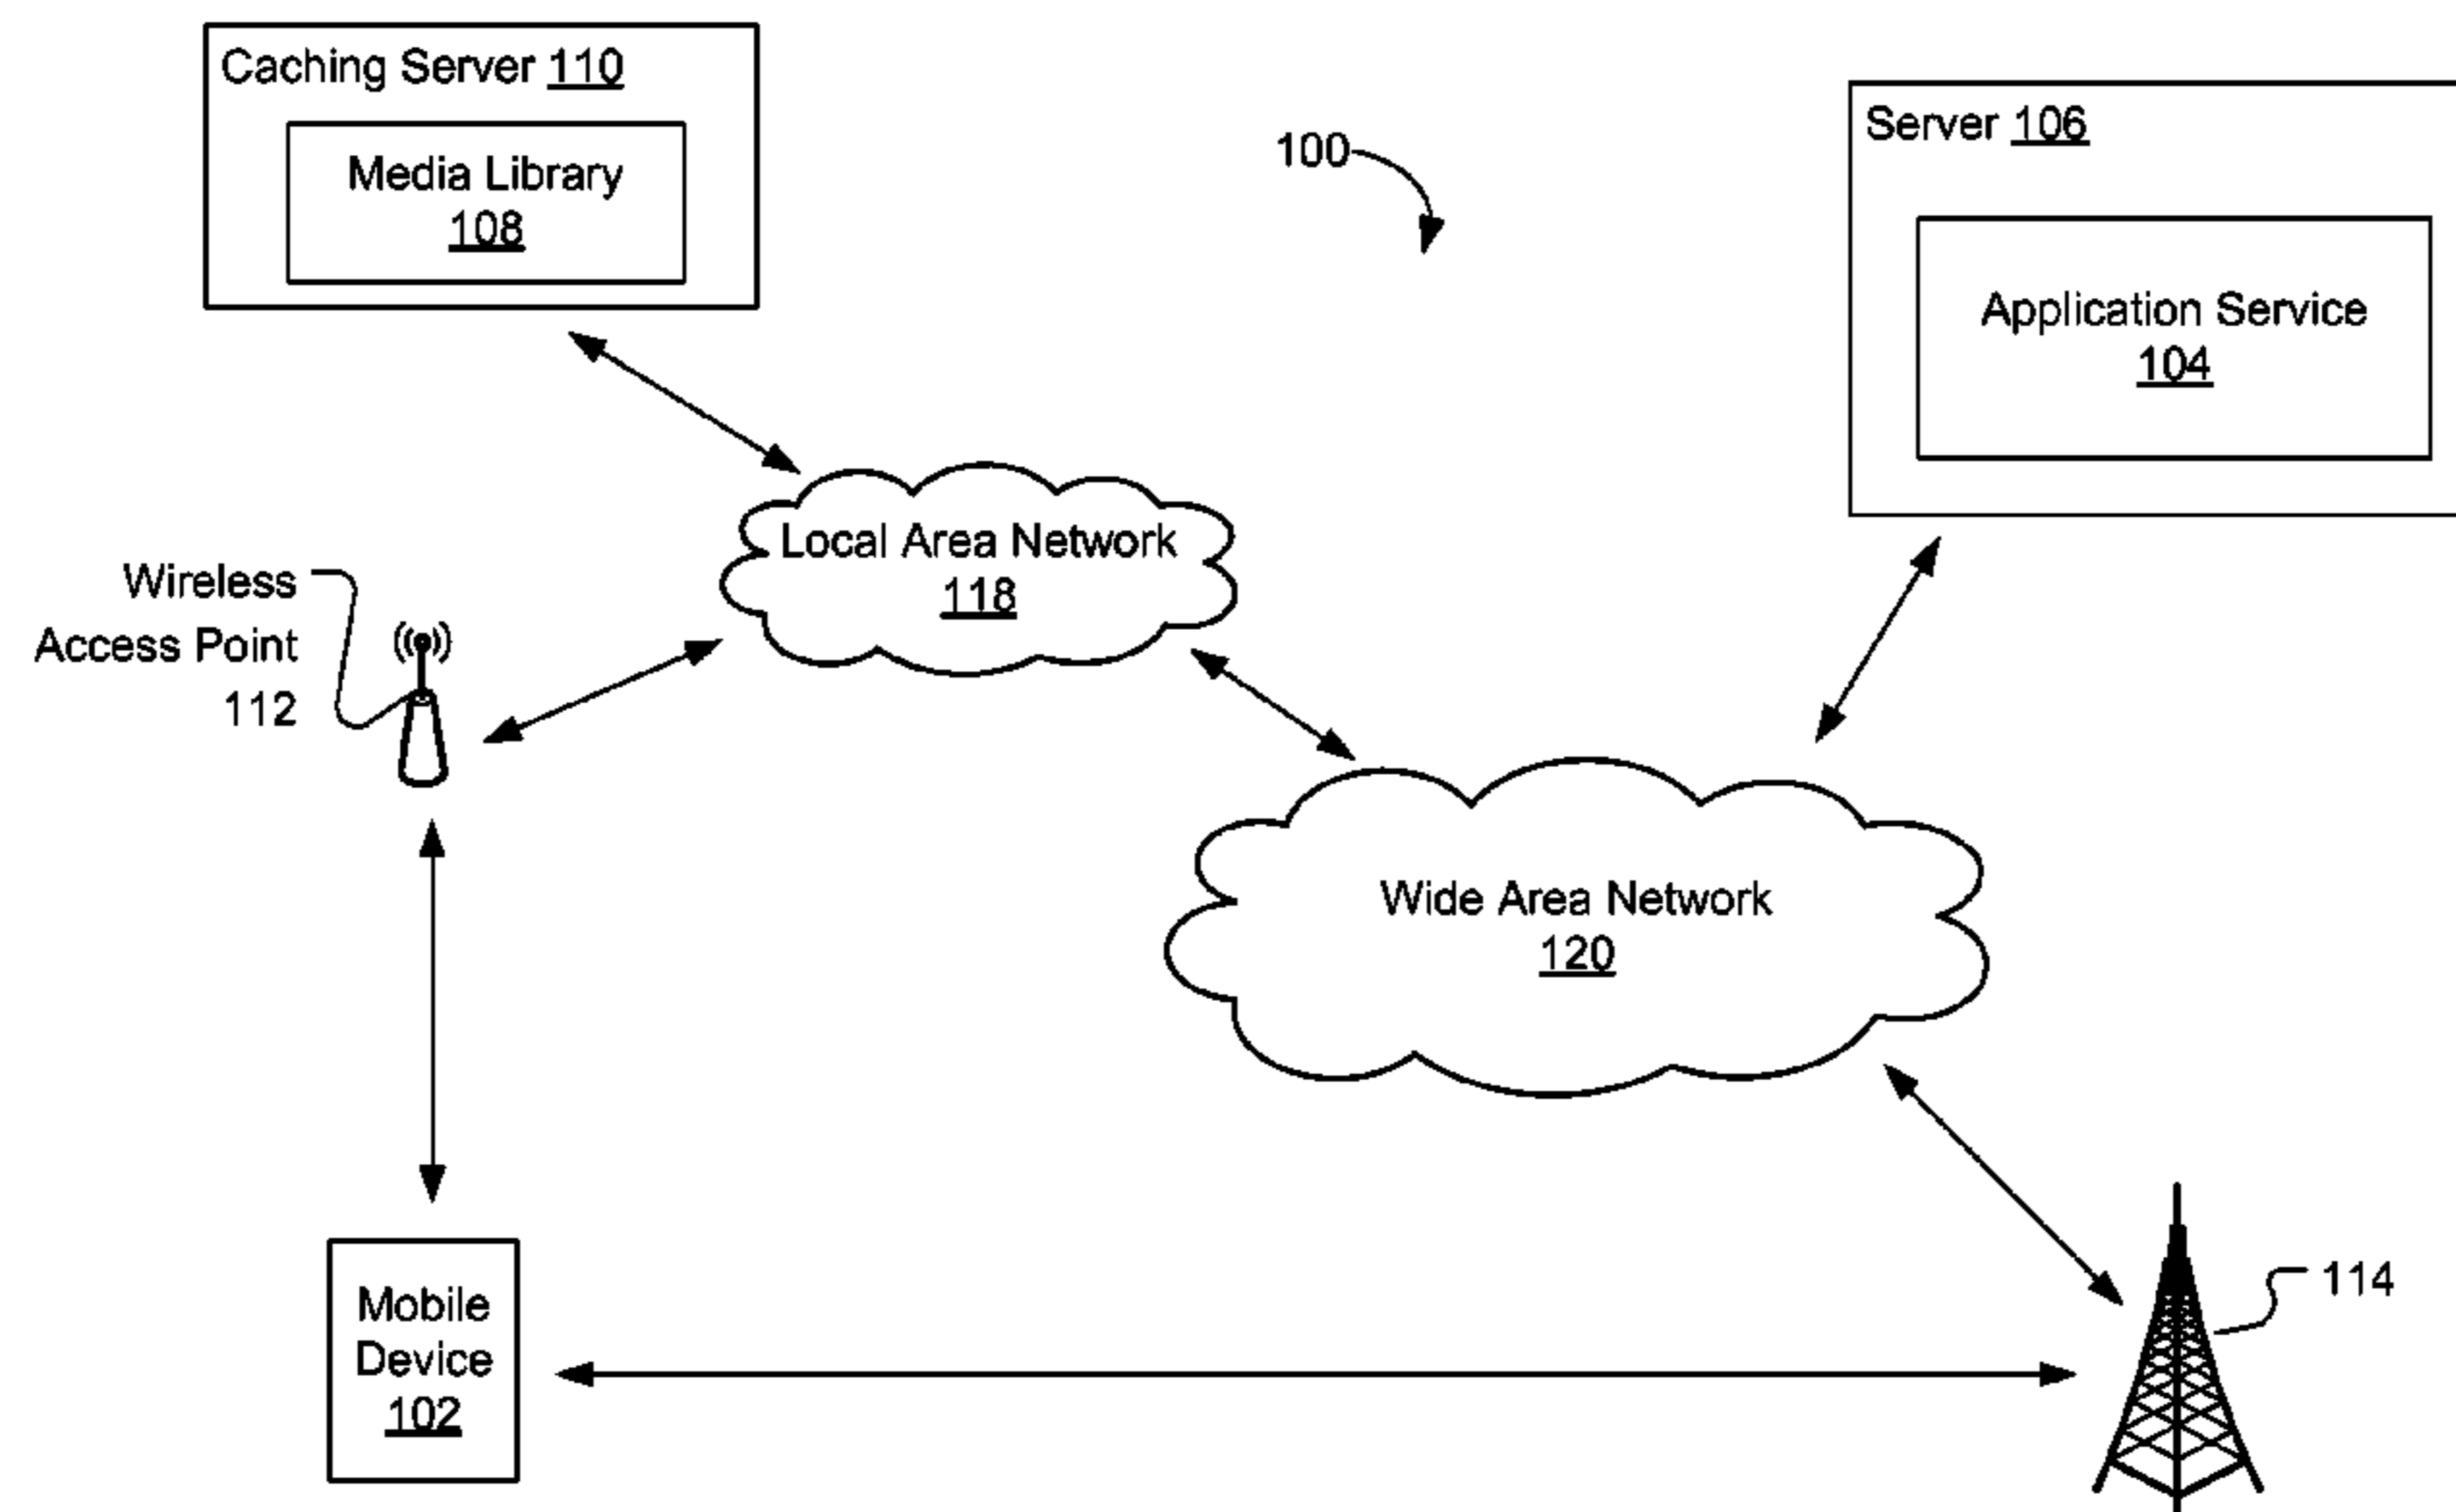 Caching Server 110
Media Library
108
100
Server 106
Application Service
104
Local Area Network
118
Wireless
Access Point
112
Wide Area Network
120
Mobile
Device
102
114